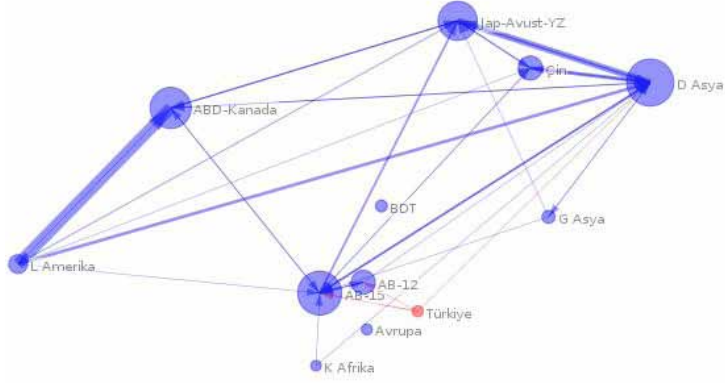 Jap-Avust-YZ
Çin
D Asya
ABD-Kanada
BDT
G Asya
L Amerika
AB-12
AB-15
Türkiye
Avrupa
K Afrika